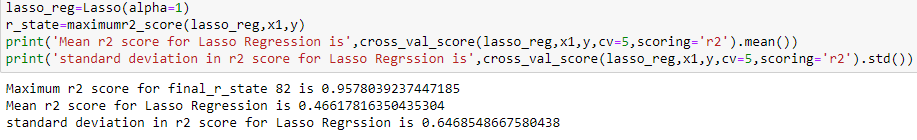 lasso_reg=Lasso(alpha=1)
r_state=maximumr2_score(lasso_reg,x1,y)
print('Mean r2 score for Lasso Regression is',cross_val_score(lasso_reg,x1,y,cv=5,scoring='r2').mean())
print('standard deviation in r2 score for Lasso Regrssion is',cross_val_score(lasso_reg,x1,y,cv=5,scoring='r2').std())
Maximum r2 score for final_r_state 82 is 0.9578039237447185
Mean r2 score for Lasso Regression is 0.46617816350435304
standard deviation in r2 score for Lasso Regrssion is 0.6468548667580438